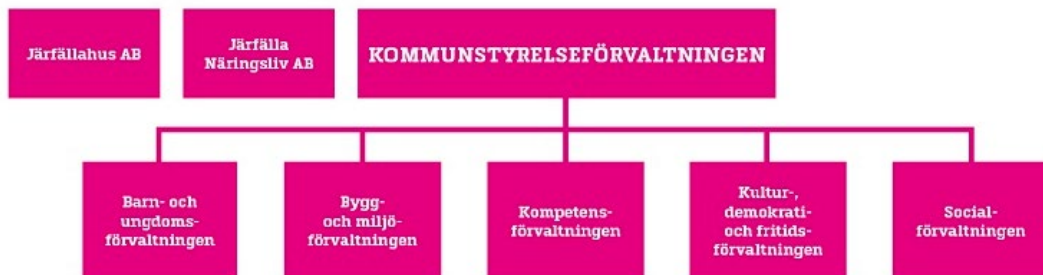 Järfällahus AB
Järfälla
Näringsliv AB
KOMMUNSTYRELSEFÖRVALTNINGEN
Barn- och
ungdoms-
förvaltningen
Bygg-
och miljö-
förvaltningen
Kompetens-
förvaltningen
Kultur-,
demokrati-
och fritids-
förvaltningen
Social-
förvaltningen